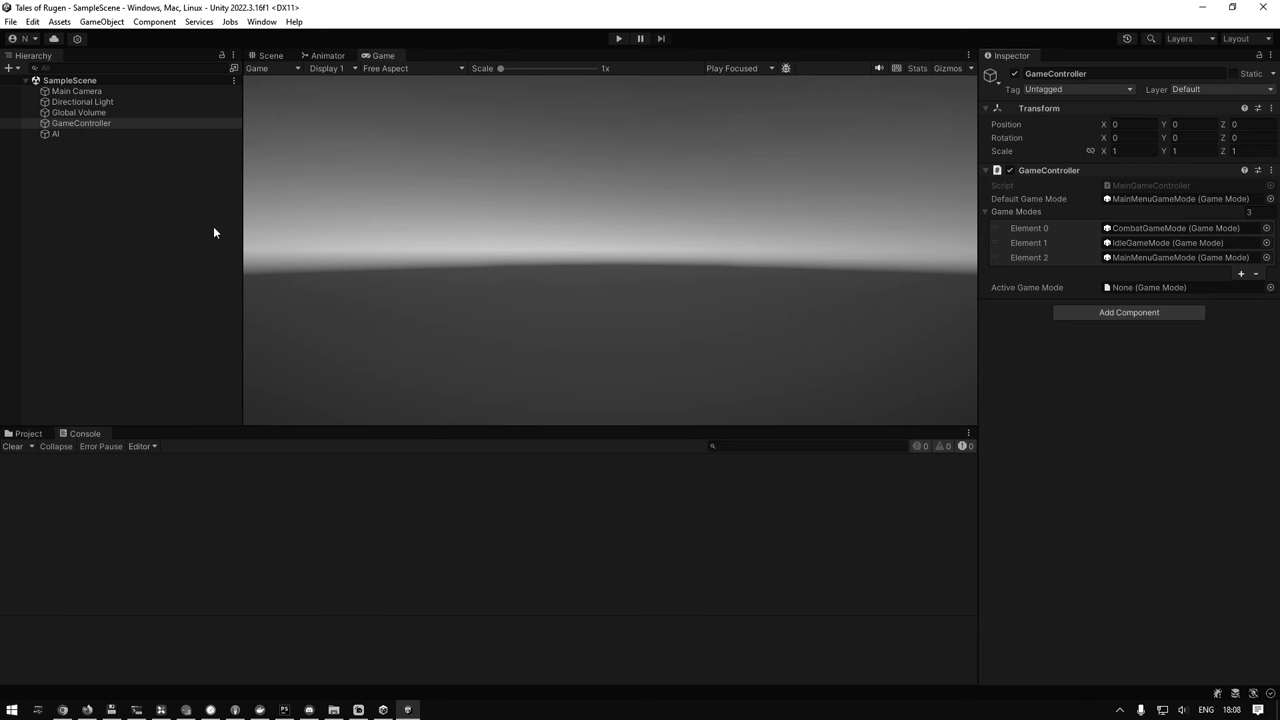 Tales of Rugen - SampleScene - Windows, Mac, Linux - Unity 2022.3.16f1 <DX11>
File Edit Assets GameObject Component Services Jobs Window Help
N Layers Layout
Hierarchy
Scene Animator Game
Inspector
All
Game Display 1 Free Aspect Scale 1x Play Focused Stats Gizmos
SampleScene
Main Camera
Directional Light
Global Volume
GameController
AI
GameController Static
Tag Untagged Layer Default
Transform
Position X 0 Y 0 Z 0
Rotation X 0 Y 0 Z 0
Scale X 1 Y 1 Z 1
GameController
Script MainGameController
Default Game Mode MainMenuGameMode (Game Mode)
Game Modes 3
Element 0 CombatGameMode (Game Mode)
Element 1 IdleGameMode (Game Mode)
Element 2 MainMenuGameMode (Game Mode)
+ -
Active Game Mode None (Game Mode)
Add Component
Project Console
Clear Collapse Error Pause Editor 0 0 0
ENG 18:08